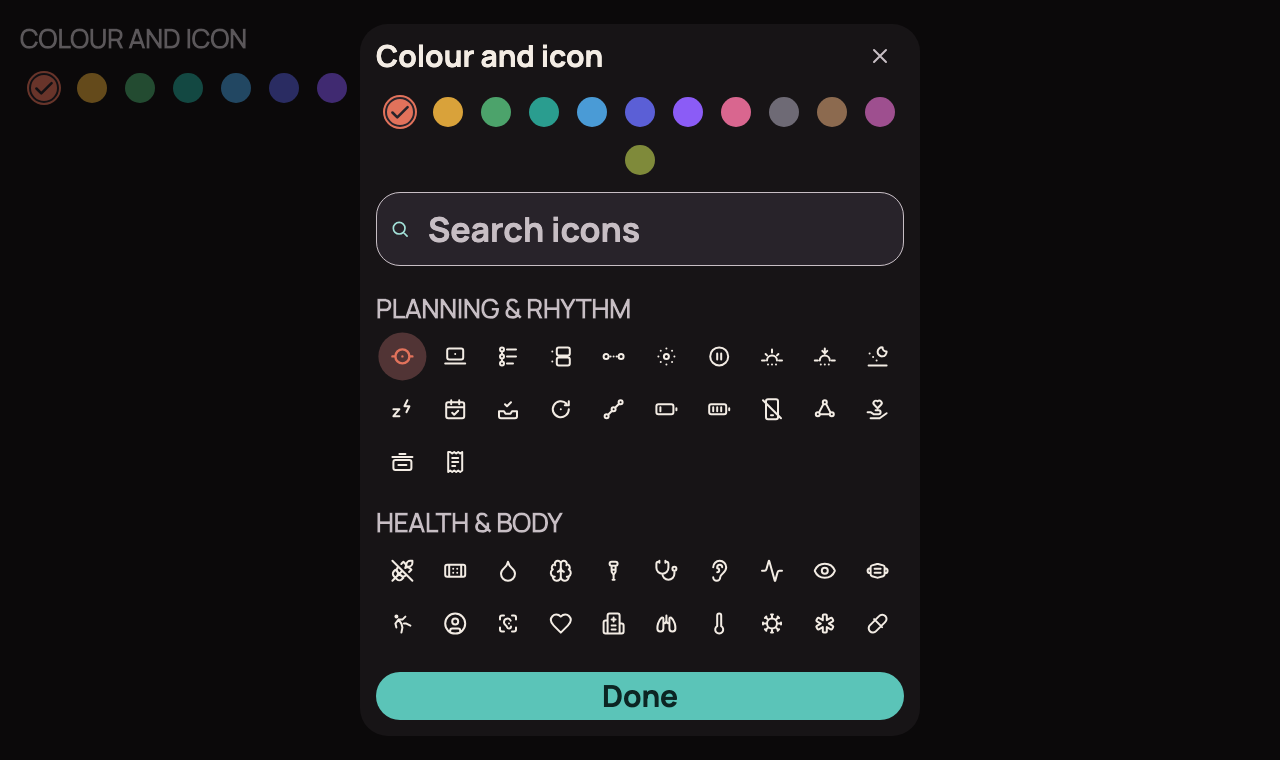 COLOUR AND ICON
Colour and icon
Search icons
PLANNING & RHYTHM
HEALTH & BODY
Done